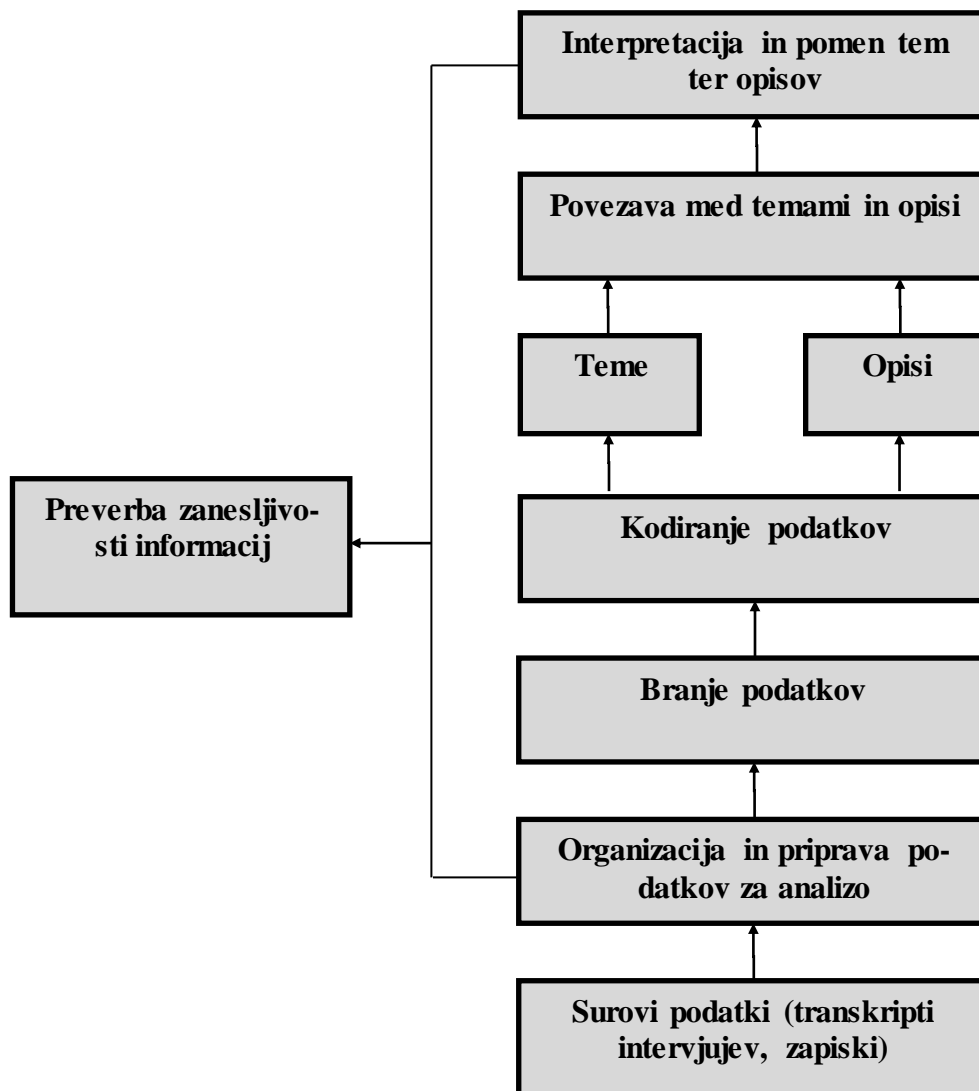 Interpretacija in pomen tem
ter opisov
Povezava med temami in opisi
Teme
Opisi
Preverba zanesljivo-
sti informacij
Kodiranje podatkov
Branje podatkov
Organizacija in priprava po-
datkov za analizo
Surovi podatki (transkripti
intervjujev, zapiski)